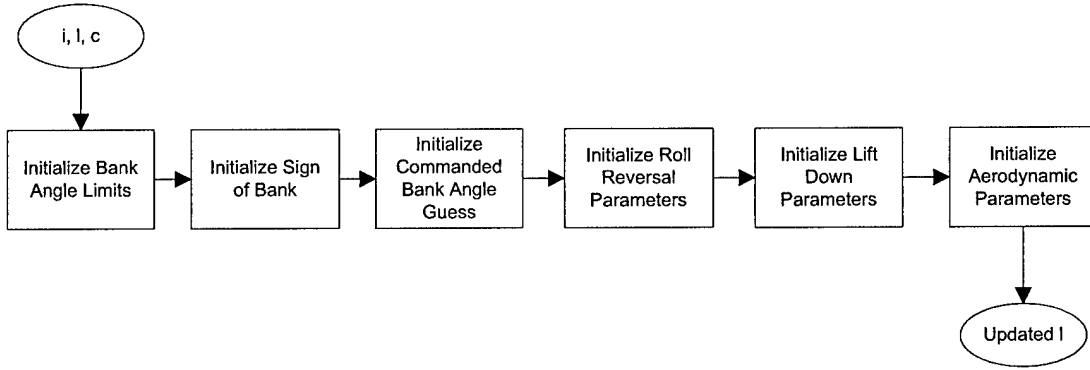 i, l, c
Initialize Bank
Angle Limits
Initialize Sign
of Bank
Initialize
Commanded
Bank Angle
Guess
Initialize Roll
Reversal
Parameters
Initialize Lift
Down
Parameters
Initialize
Aerodynamic
Parameters
Updated l